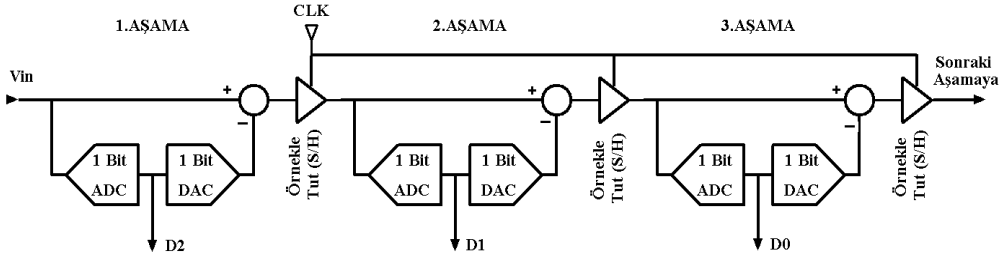 1.AŞAMA
CLK
2.AŞAMA
3.AŞAMA
Vin
Sonraki
Aşamaya
+
+
+
−
−
−
1 Bit
ADC
1 Bit
DAC
Örnekle
Tut (S/H)
1 Bit
ADC
1 Bit
DAC
Örnekle
Tut (S/H)
1 Bit
ADC
1 Bit
DAC
Örnekle
Tut (S/H)
D2
D1
D0